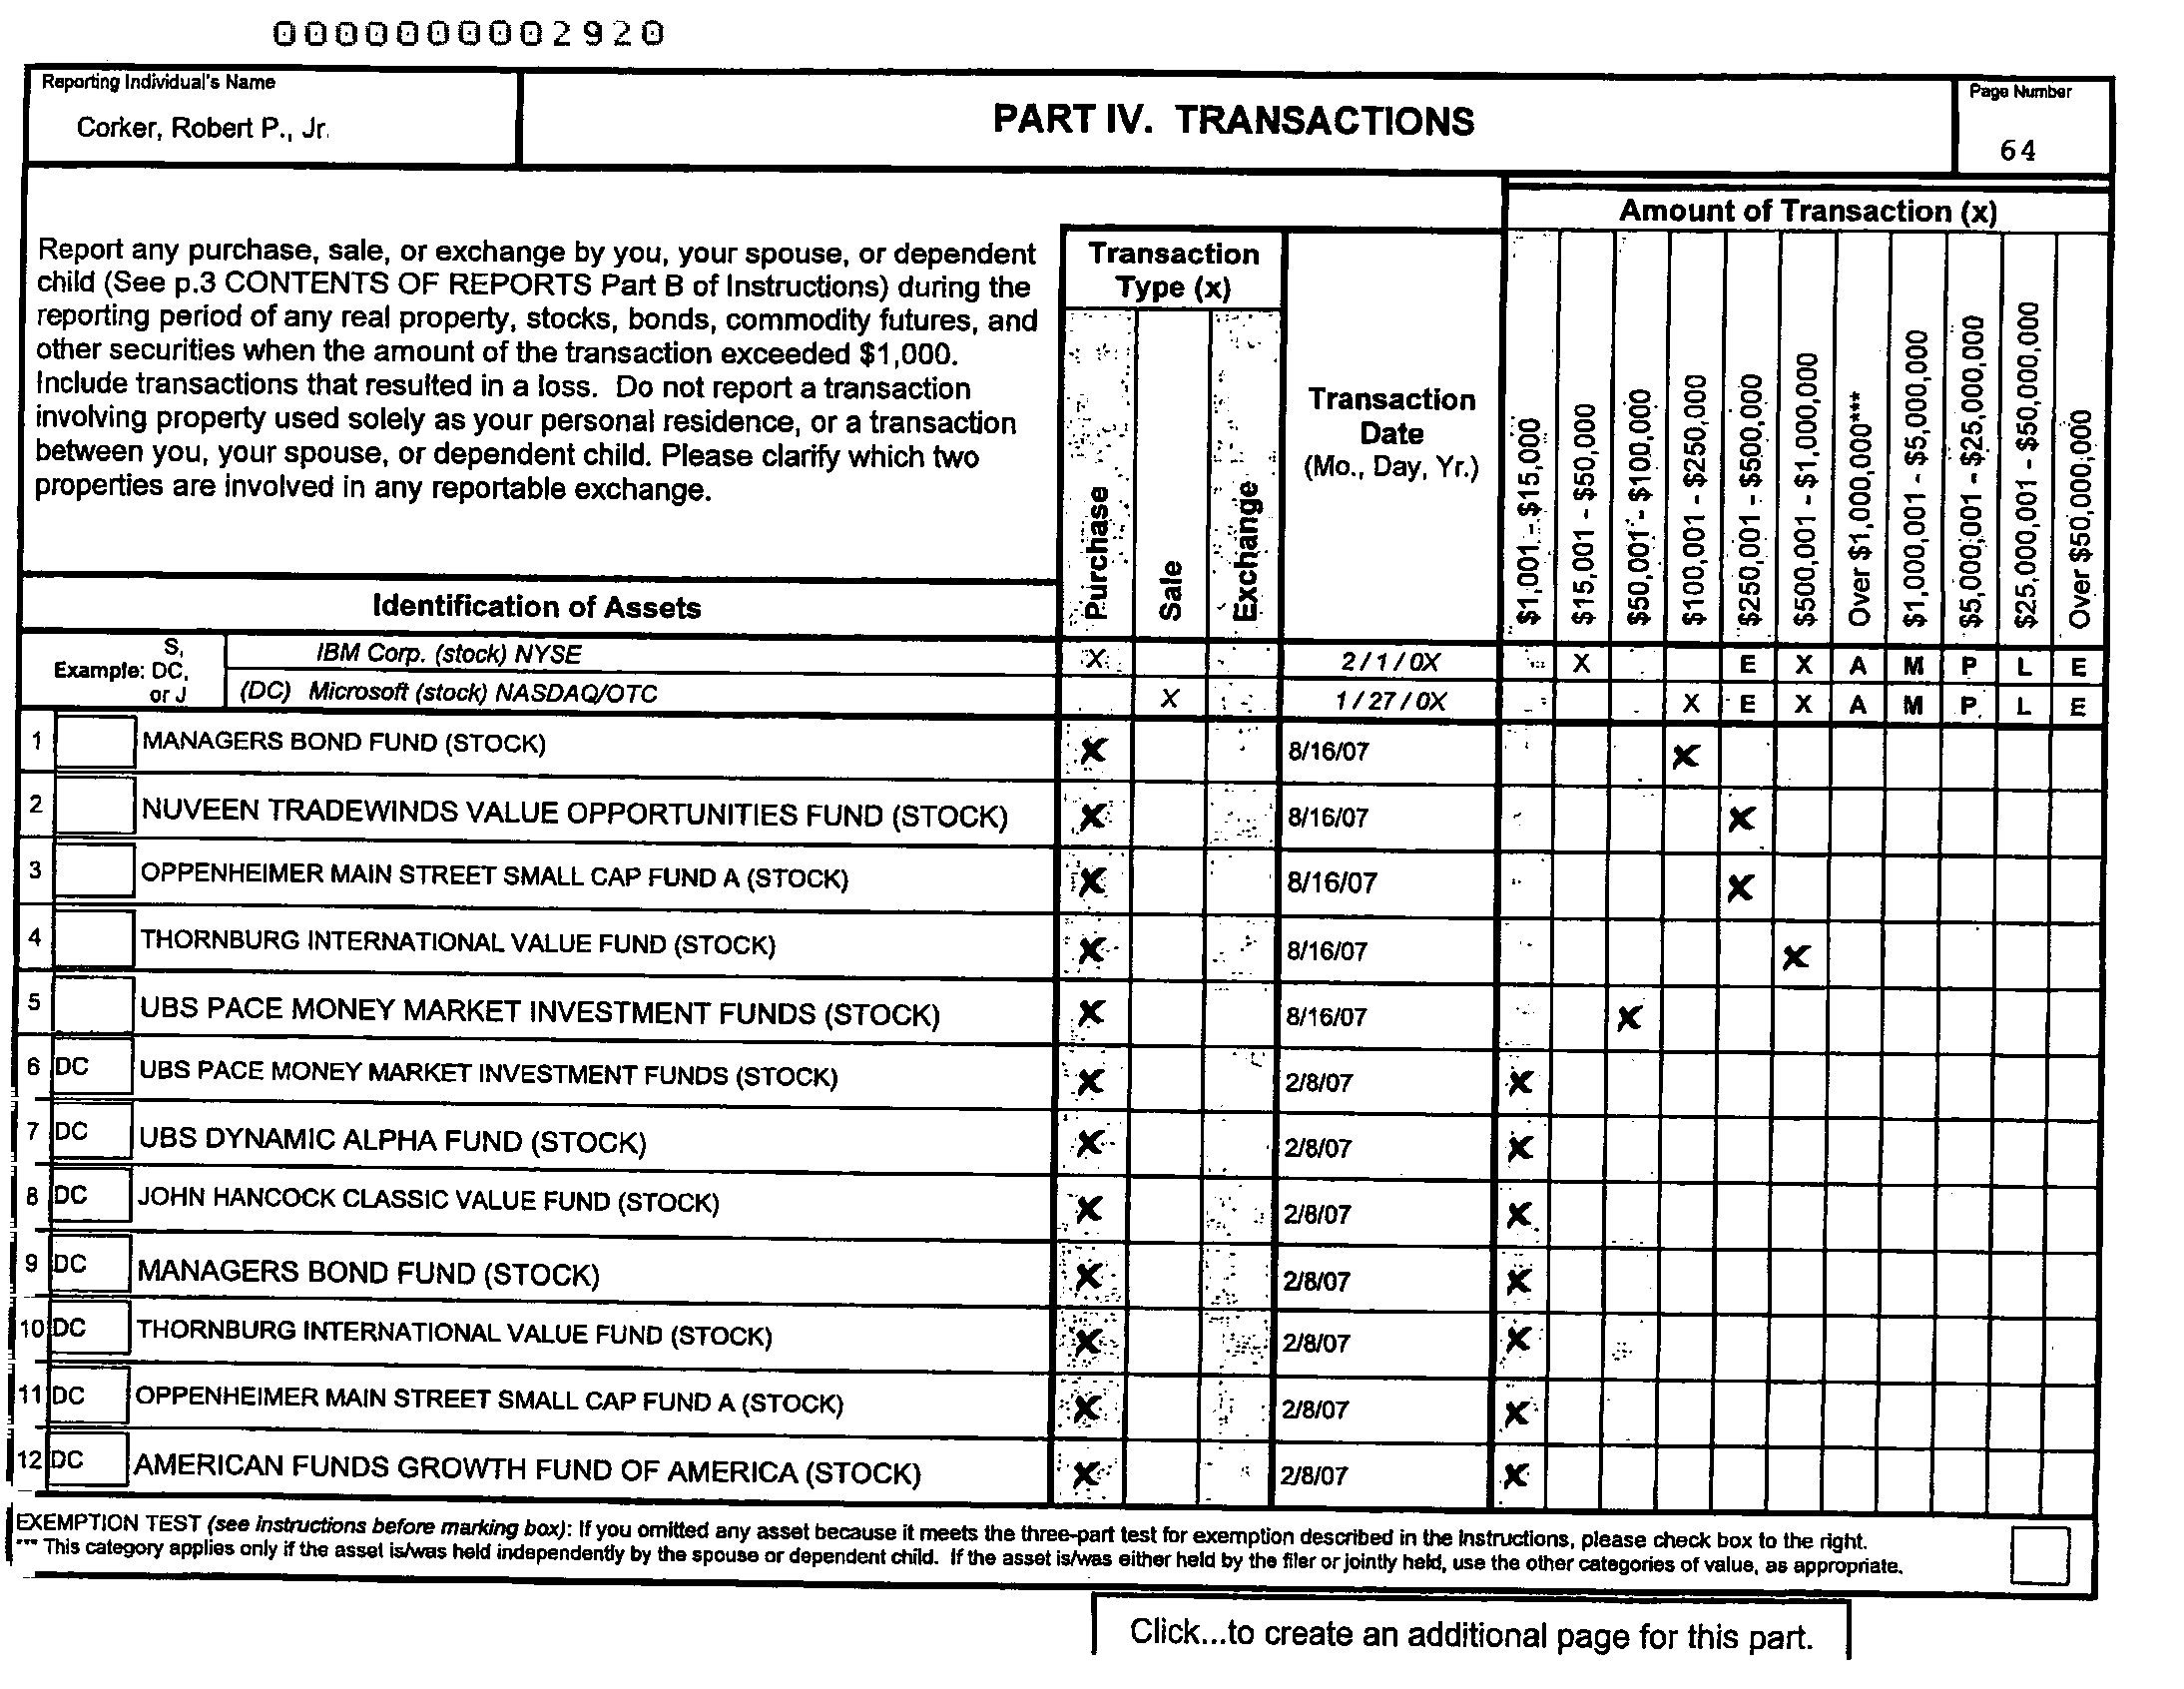 0000000002920
Reporting Individual's Name
Corker, Robert P., Jr.
PART IV. TRANSACTIONS
Page Number
64
Report any purchase, sale, or exchange by you, your spouse, or dependent
child (See p.3 CONTENTS OF REPORTS Part B of Instructions) during the
reporting period of any real property, stocks, bonds, commodity futures, and
other securities when the amount of the transaction exceeded $1,000.
Include transactions that resulted in a loss. Do not report a transaction
involving property used solely as your personal residence, or a transaction
between you, your spouse, or dependent child. Please clarify which two
properties are involved in any reportable exchange.
Identification of Assets
Transaction
Type (x)
Purchase
Sale
Exchange
Transaction
Date
(Mo., Day, Yr.)
Amount of Transaction (x)
$1,001 - $15,000
$15,001 - $50,000
$50,001 - $100,000
$100,001 - $250,000
$250,001 - $500,000
$500,001 - $1,000,000
Over $1,000,000***
$1,000,001 - $5,000,000
$5,000,001 - $25,000,000
$25,000,001 - $50,000,000
Over $50,000,000
S,
Example: DC,
or J
IBM Corp. (stock) NYSE X 2 / 1 / 0X X E X A M P L E
(DC) Microsoft (stock) NASDAQ/OTC X 1 / 27 / 0X X E X A M P L E
1 MANAGERS BOND FUND (STOCK) X 8/16/07 X
2 NUVEEN TRADEWINDS VALUE OPPORTUNITIES FUND (STOCK) X 8/16/07 X
3 OPPENHEIMER MAIN STREET SMALL CAP FUND A (STOCK) X 8/16/07 X
4 THORNBURG INTERNATIONAL VALUE FUND (STOCK) X 8/16/07 X
5 UBS PACE MONEY MARKET INVESTMENT FUNDS (STOCK) X 8/16/07 X
6 DC UBS PACE MONEY MARKET INVESTMENT FUNDS (STOCK) X 2/8/07 X
7 DC UBS DYNAMIC ALPHA FUND (STOCK) X 2/8/07 X
8 DC JOHN HANCOCK CLASSIC VALUE FUND (STOCK) X 2/8/07 X
9 DC MANAGERS BOND FUND (STOCK) X 2/8/07 X
10 DC THORNBURG INTERNATIONAL VALUE FUND (STOCK) X 2/8/07 X
11 DC OPPENHEIMER MAIN STREET SMALL CAP FUND A (STOCK) X 2/8/07 X
12 DC AMERICAN FUNDS GROWTH FUND OF AMERICA (STOCK) X 2/8/07 X
EXEMPTION TEST (see instructions before marking box): If you omitted any asset because it meets the three-part test for exemption described in the instructions, please check box to the right.
*** This category applies only if the asset is/was held independently by the spouse or dependent child. If the asset is/was either held by the filer or jointly held, use the other categories of value, as appropriate.
Click...to create an additional page for this part.